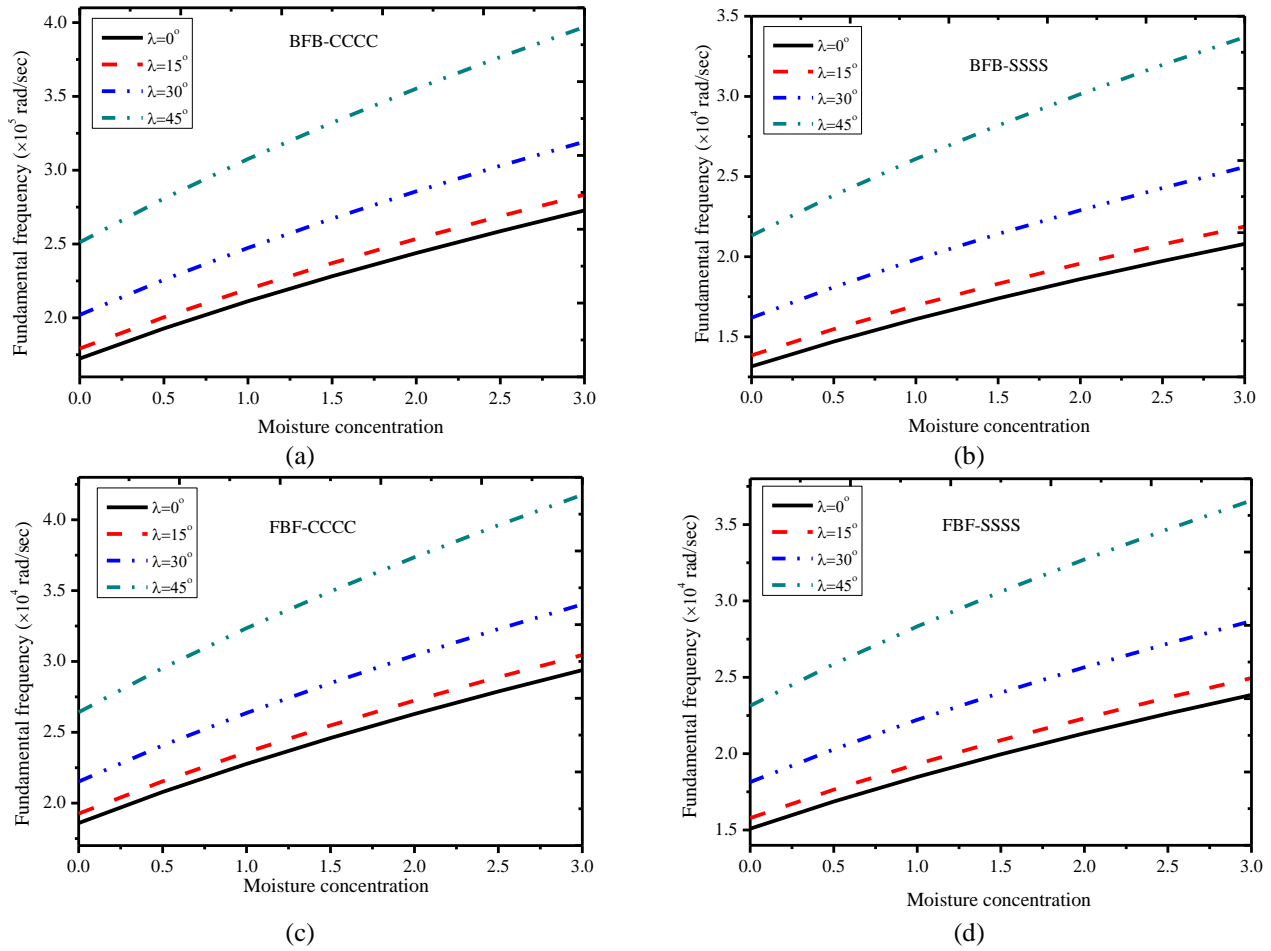 BFB-CCCC
λ=0°
λ=15°
λ=30°
λ=45°
Fundamental frequency (×10⁵ rad/sec)
4.0
3.5
3.0
2.5
2.0
0.0 0.5 1.0 1.5 2.0 2.5 3.0
Moisture concentration
(a)
BFB-SSSS
λ=0°
λ=15°
λ=30°
λ=45°
Fundamental frequency (×10⁴ rad/sec)
3.5
3.0
2.5
2.0
1.5
0.0 0.5 1.0 1.5 2.0 2.5 3.0
Moisture concentration
(b)
FBF-CCCC
λ=0°
λ=15°
λ=30°
λ=45°
Fundamental frequency (×10⁴ rad/sec)
4.0
3.5
3.0
2.5
2.0
0.0 0.5 1.0 1.5 2.0 2.5 3.0
Moisture concentration
(c)
FBF-SSSS
λ=0°
λ=15°
λ=30°
λ=45°
Fundamental frequency (×10⁴ rad/sec)
3.5
3.0
2.5
2.0
1.5
0.0 0.5 1.0 1.5 2.0 2.5 3.0
Moisture concentration
(d)